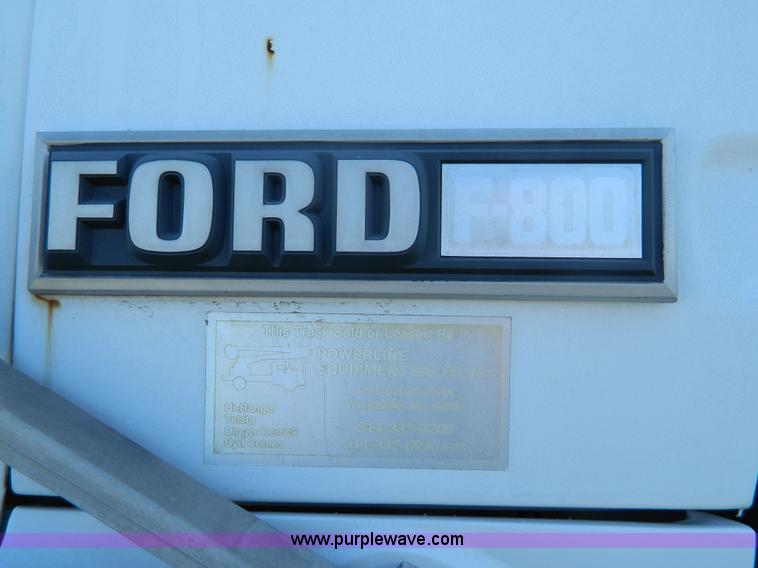 FORD F-800
This Truck Sold or Leased By
POWERLINE
EQUIPMENT SALES, Inc.
Hi-Ranger
Telsta
Digger Derrick
Hyd Cranes
www.purplewave.com